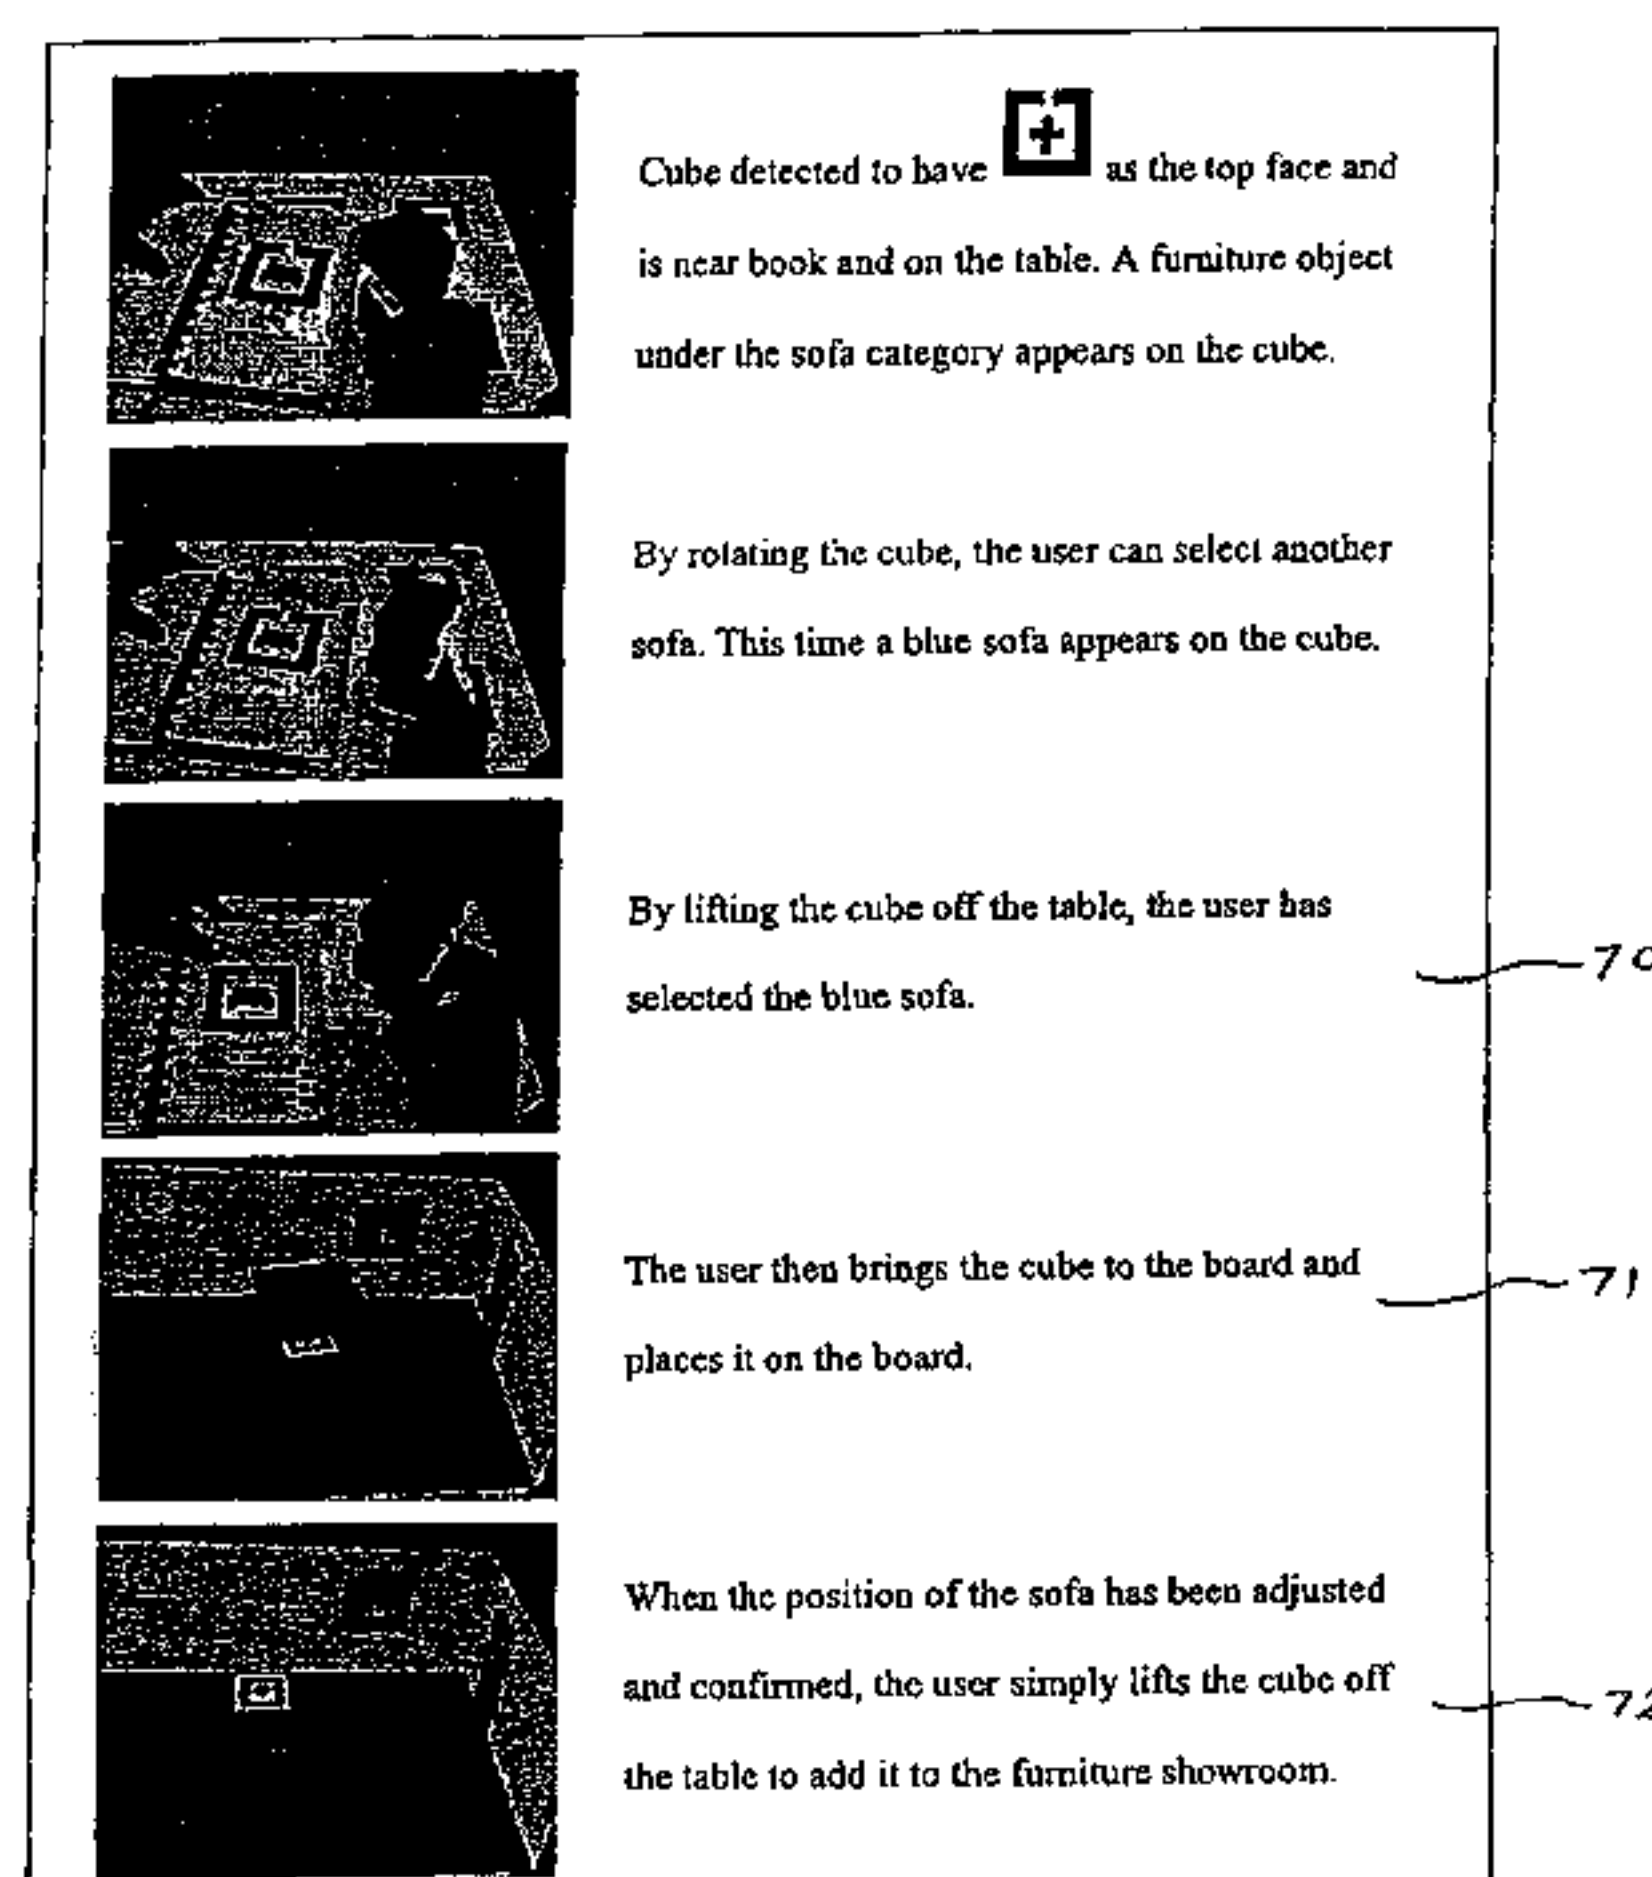 Cube detected to have + as the top face and
is near book and on the table. A furniture object
under the sofa category appears on the cube.
By rotating the cube, the user can select another
sofa. This time a blue sofa appears on the cube.
By lifting the cube off the table, the user has
70
selected the blue sofa.
The user then brings the cube to the board and
71
places it on the board.
When the position of the sofa has been adjusted
and confirmed, the user simply lifts the cube off
72
the table to add it to the furniture showroom.